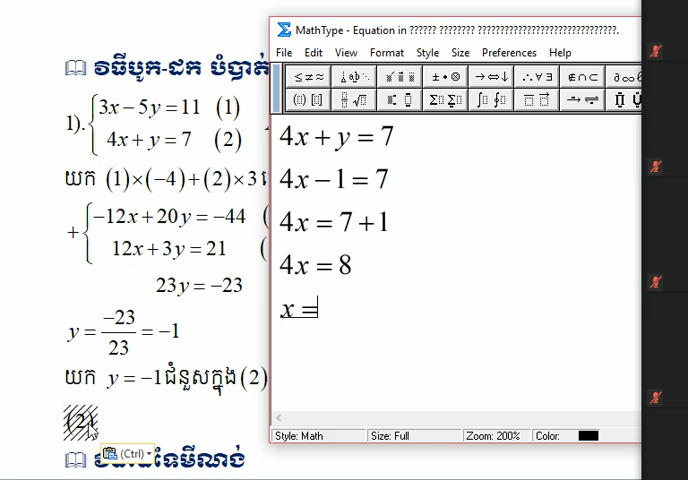 វិធីបូក-ដក បំបាត់
1). 3x − 5y = 11 (1)
4x + y = 7 (2)
យក (1)×(−4)+(2)×3
+ −12x + 20y = −44 (
12x + 3y = 21 (
23y = −23
y = −23/23 = −1
យក y = −1 ជំនួសក្នុង (2)
(2)
(Ctrl)
MathType - Equation in ?????? ???????? ????????????????????????????????.
File Edit View Format Style Size Preferences Help
4x + y = 7
4x − 1 = 7
4x = 7 + 1
4x = 8
x =
Style: Math Size: Full Zoom: 200% Color: